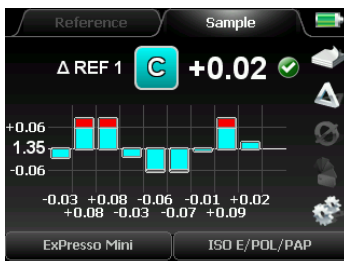 Reference Sample
Δ REF 1 C +0.02
+0.06
1.35
-0.06
-0.03 +0.08 -0.06 -0.01 +0.02
+0.08 -0.03 -0.07 +0.09
ExPresso Mini ISO E/POL/PAP